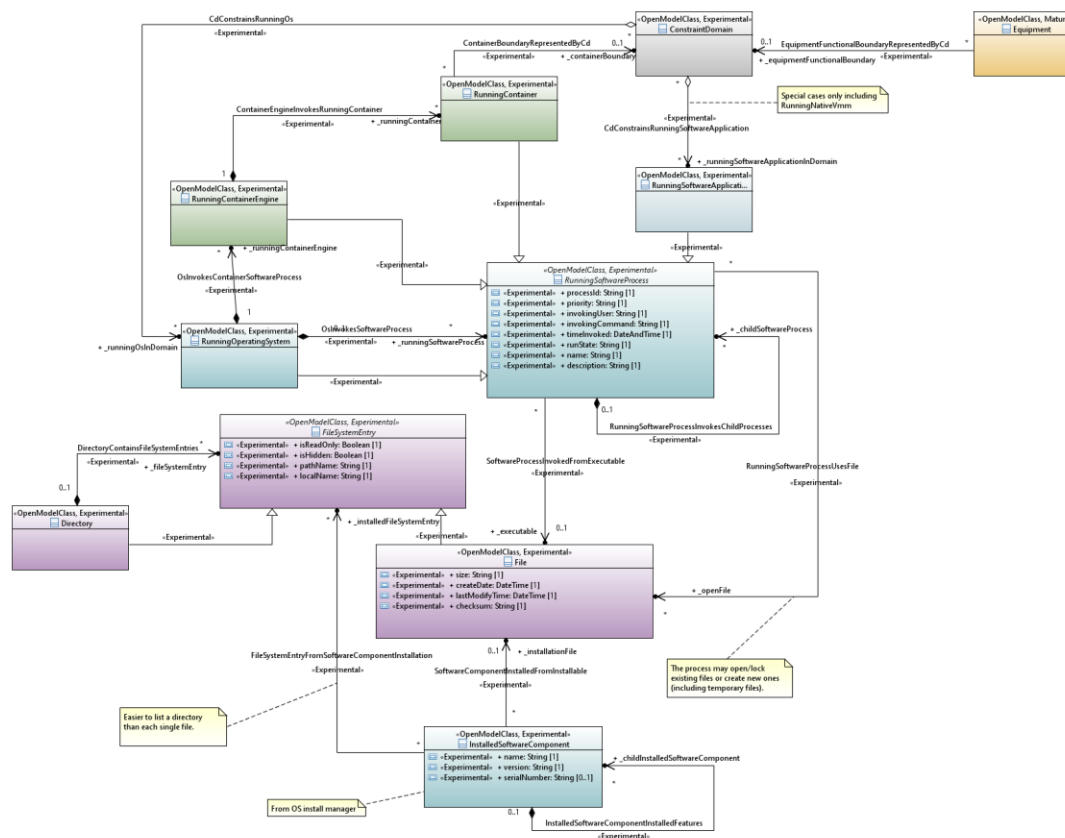 CdConstrainsRunningOs
«Experimental»
*
«OpenModelClass, Experimental»
ConstraintDomain
«OpenModelClass, Matur
Equipment
ContainerBoundaryRepresentedByCd
0..1
«Experimental»
+ _containerBoundary
*
0..1
EquipmentFunctionalBoundaryRepresentedByCd
*
«Experimental»
+ _equipmentFunctionalBoundary
«OpenModelClass, Experimental»
RunningContainer
*
Special cases only including
RunningNativeVmm
ContainerEngineInvokesRunningContainer
*
«Experimental»
+ _runningContainer
«Experimental»
CdConstrainsRunningSoftwareApplication
*
+ _runningSoftwareApplicationInDomain
1
«OpenModelClass, Experimental»
RunningContainerEngine
«OpenModelClass, Experimental»
RunningSoftwareApplicati...
«Experimental»
*
+ _runningContainerEngine
«Experimental»
«Experimental»
OsInvokesContainerSoftwareProcess
«Experimental»
1
«OpenModelClass, Experimental»
RunningSoftwareProcess
«Experimental» + processId: String [1]
«Experimental» + priority: String [1]
«Experimental» + invokingUser: String [1]
«Experimental» + invokingCommand: String [1]
«Experimental» + timeInvoked: DateAndTime [1]
«Experimental» + runState: String [1]
«Experimental» + name: String [1]
«Experimental» + description: String [1]
*
*
+ _runningOsInDomain
«OpenModelClass, Experimental»
RunningOperatingSystem
OsInvokesSoftwareProcess
*
«Experimental»
+ _runningSoftwareProcess
«Experimental»
+ _childSoftwareProcess
*
0..1
RunningSoftwareProcessInvokesChildProcesses
«Experimental»
*
SoftwareProcessInvokedFromExecutable
«Experimental»
+ _executable
0..1
RunningSoftwareProcessUsesFile
«Experimental»
«OpenModelClass, Experimental»
FileSystemEntry
«Experimental» + isReadOnly: Boolean [1]
«Experimental» + isHidden: Boolean [1]
«Experimental» + pathName: String [1]
«Experimental» + localName: String [1]
DirectoryContainsFileSystemEntries
*
«Experimental»
+ _fileSystemEntry
0..1
«OpenModelClass, Experimental»
Directory
«Experimental»
*
+ _installedFileSystemEntry
«Experimental»
«OpenModelClass, Experimental»
File
«Experimental» + size: String [1]
«Experimental» + createDate: DateTime [1]
«Experimental» + lastModifyTime: DateTime [1]
«Experimental» + checksum: String [1]
+ _openFile
*
0..1
+ _installationFile
FileSystemEntryFromSoftwareComponentInstallation
«Experimental»
SoftwareComponentInstalledFromInstallable
«Experimental»
*
The process may open/lock
existing files or create new ones
(including temporary files).
Easier to list a directory
than each single file.
*
«OpenModelClass, Experimental»
InstalledSoftwareComponent
«Experimental» + name: String [1]
«Experimental» + version: String [1]
«Experimental» + serialNumber: String [0..1]
+ _childInstalledSoftwareComponent
*
From OS install manager
0..1
InstalledSoftwareComponentInstalledFeatures
«Experimental»